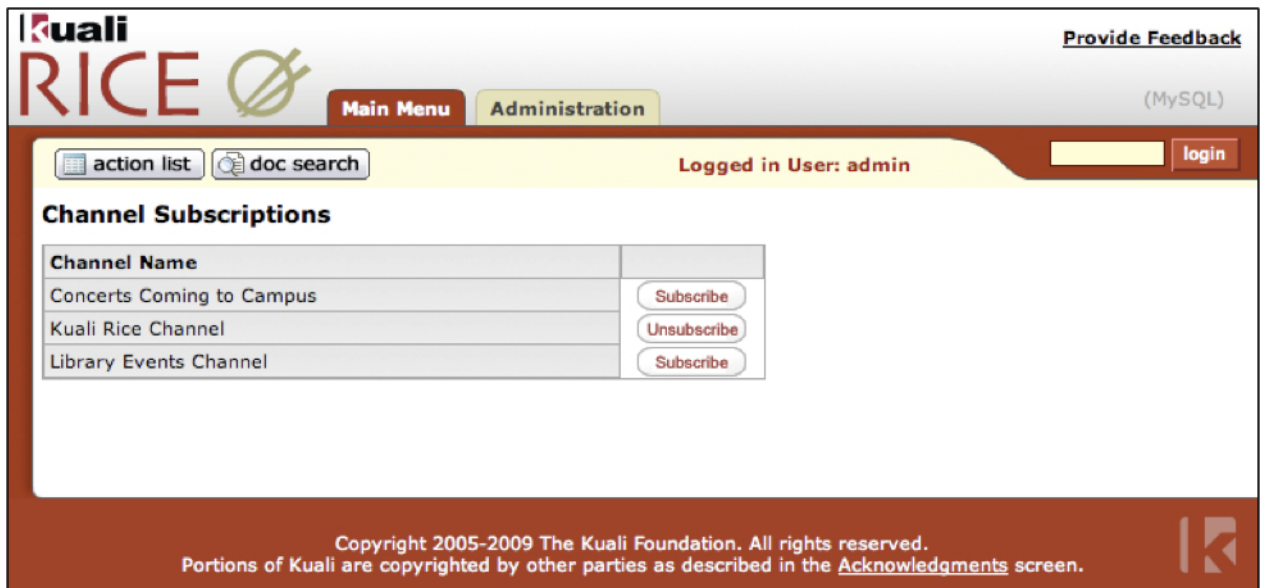 Kuali
RICE
Provide Feedback
Main Menu
Administration
(MySQL)
action list
doc search
Logged in User: admin
login
Channel Subscriptions
Channel Name
Concerts Coming to Campus Subscribe
Kuali Rice Channel Unsubscribe
Library Events Channel Subscribe
Copyright 2005-2009 The Kuali Foundation. All rights reserved.
Portions of Kuali are copyrighted by other parties as described in the Acknowledgments screen.